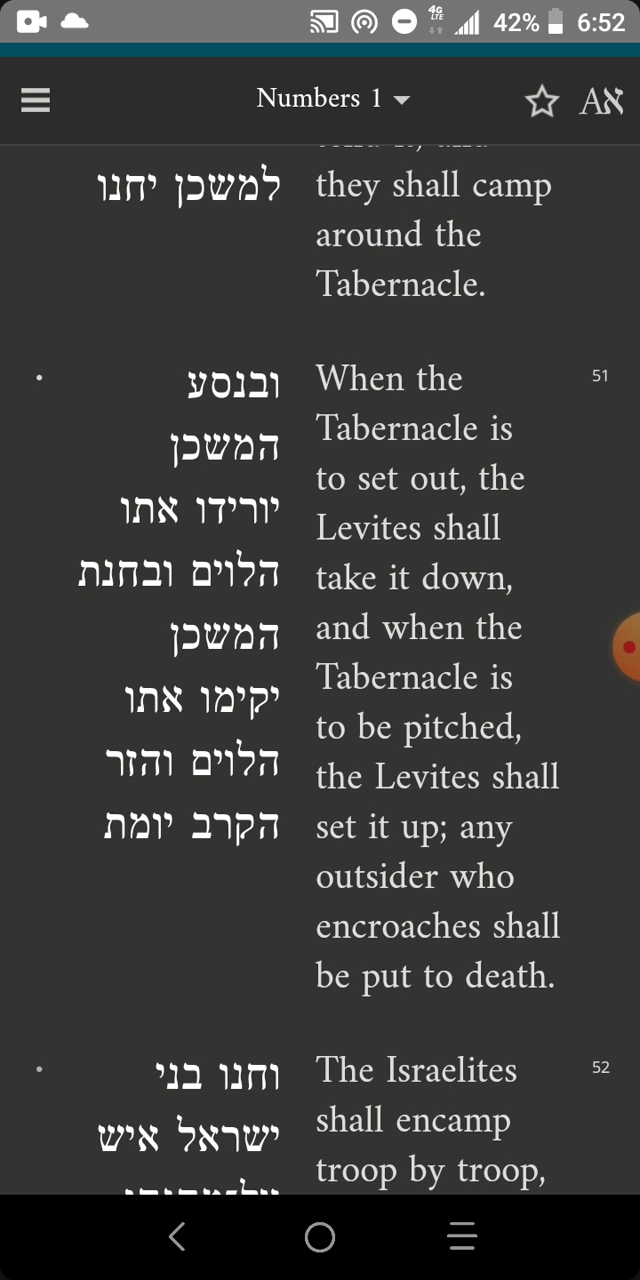 4G
LTE
42%
6:52
Numbers 1
Aא
למשכן יחנו
they shall camp
around the
Tabernacle.
ובנסע
המשכן
יורידו אתו
הלוים ובחנת
המשכן
יקימו אתו
הלוים והזר
הקרב יומת
When the
Tabernacle is
to set out, the
Levites shall
take it down,
and when the
Tabernacle is
to be pitched,
the Levites shall
set it up; any
outsider who
encroaches shall
be put to death.
51
וחנו בני
ישראל איש
The Israelites
shall encamp
troop by troop,
52